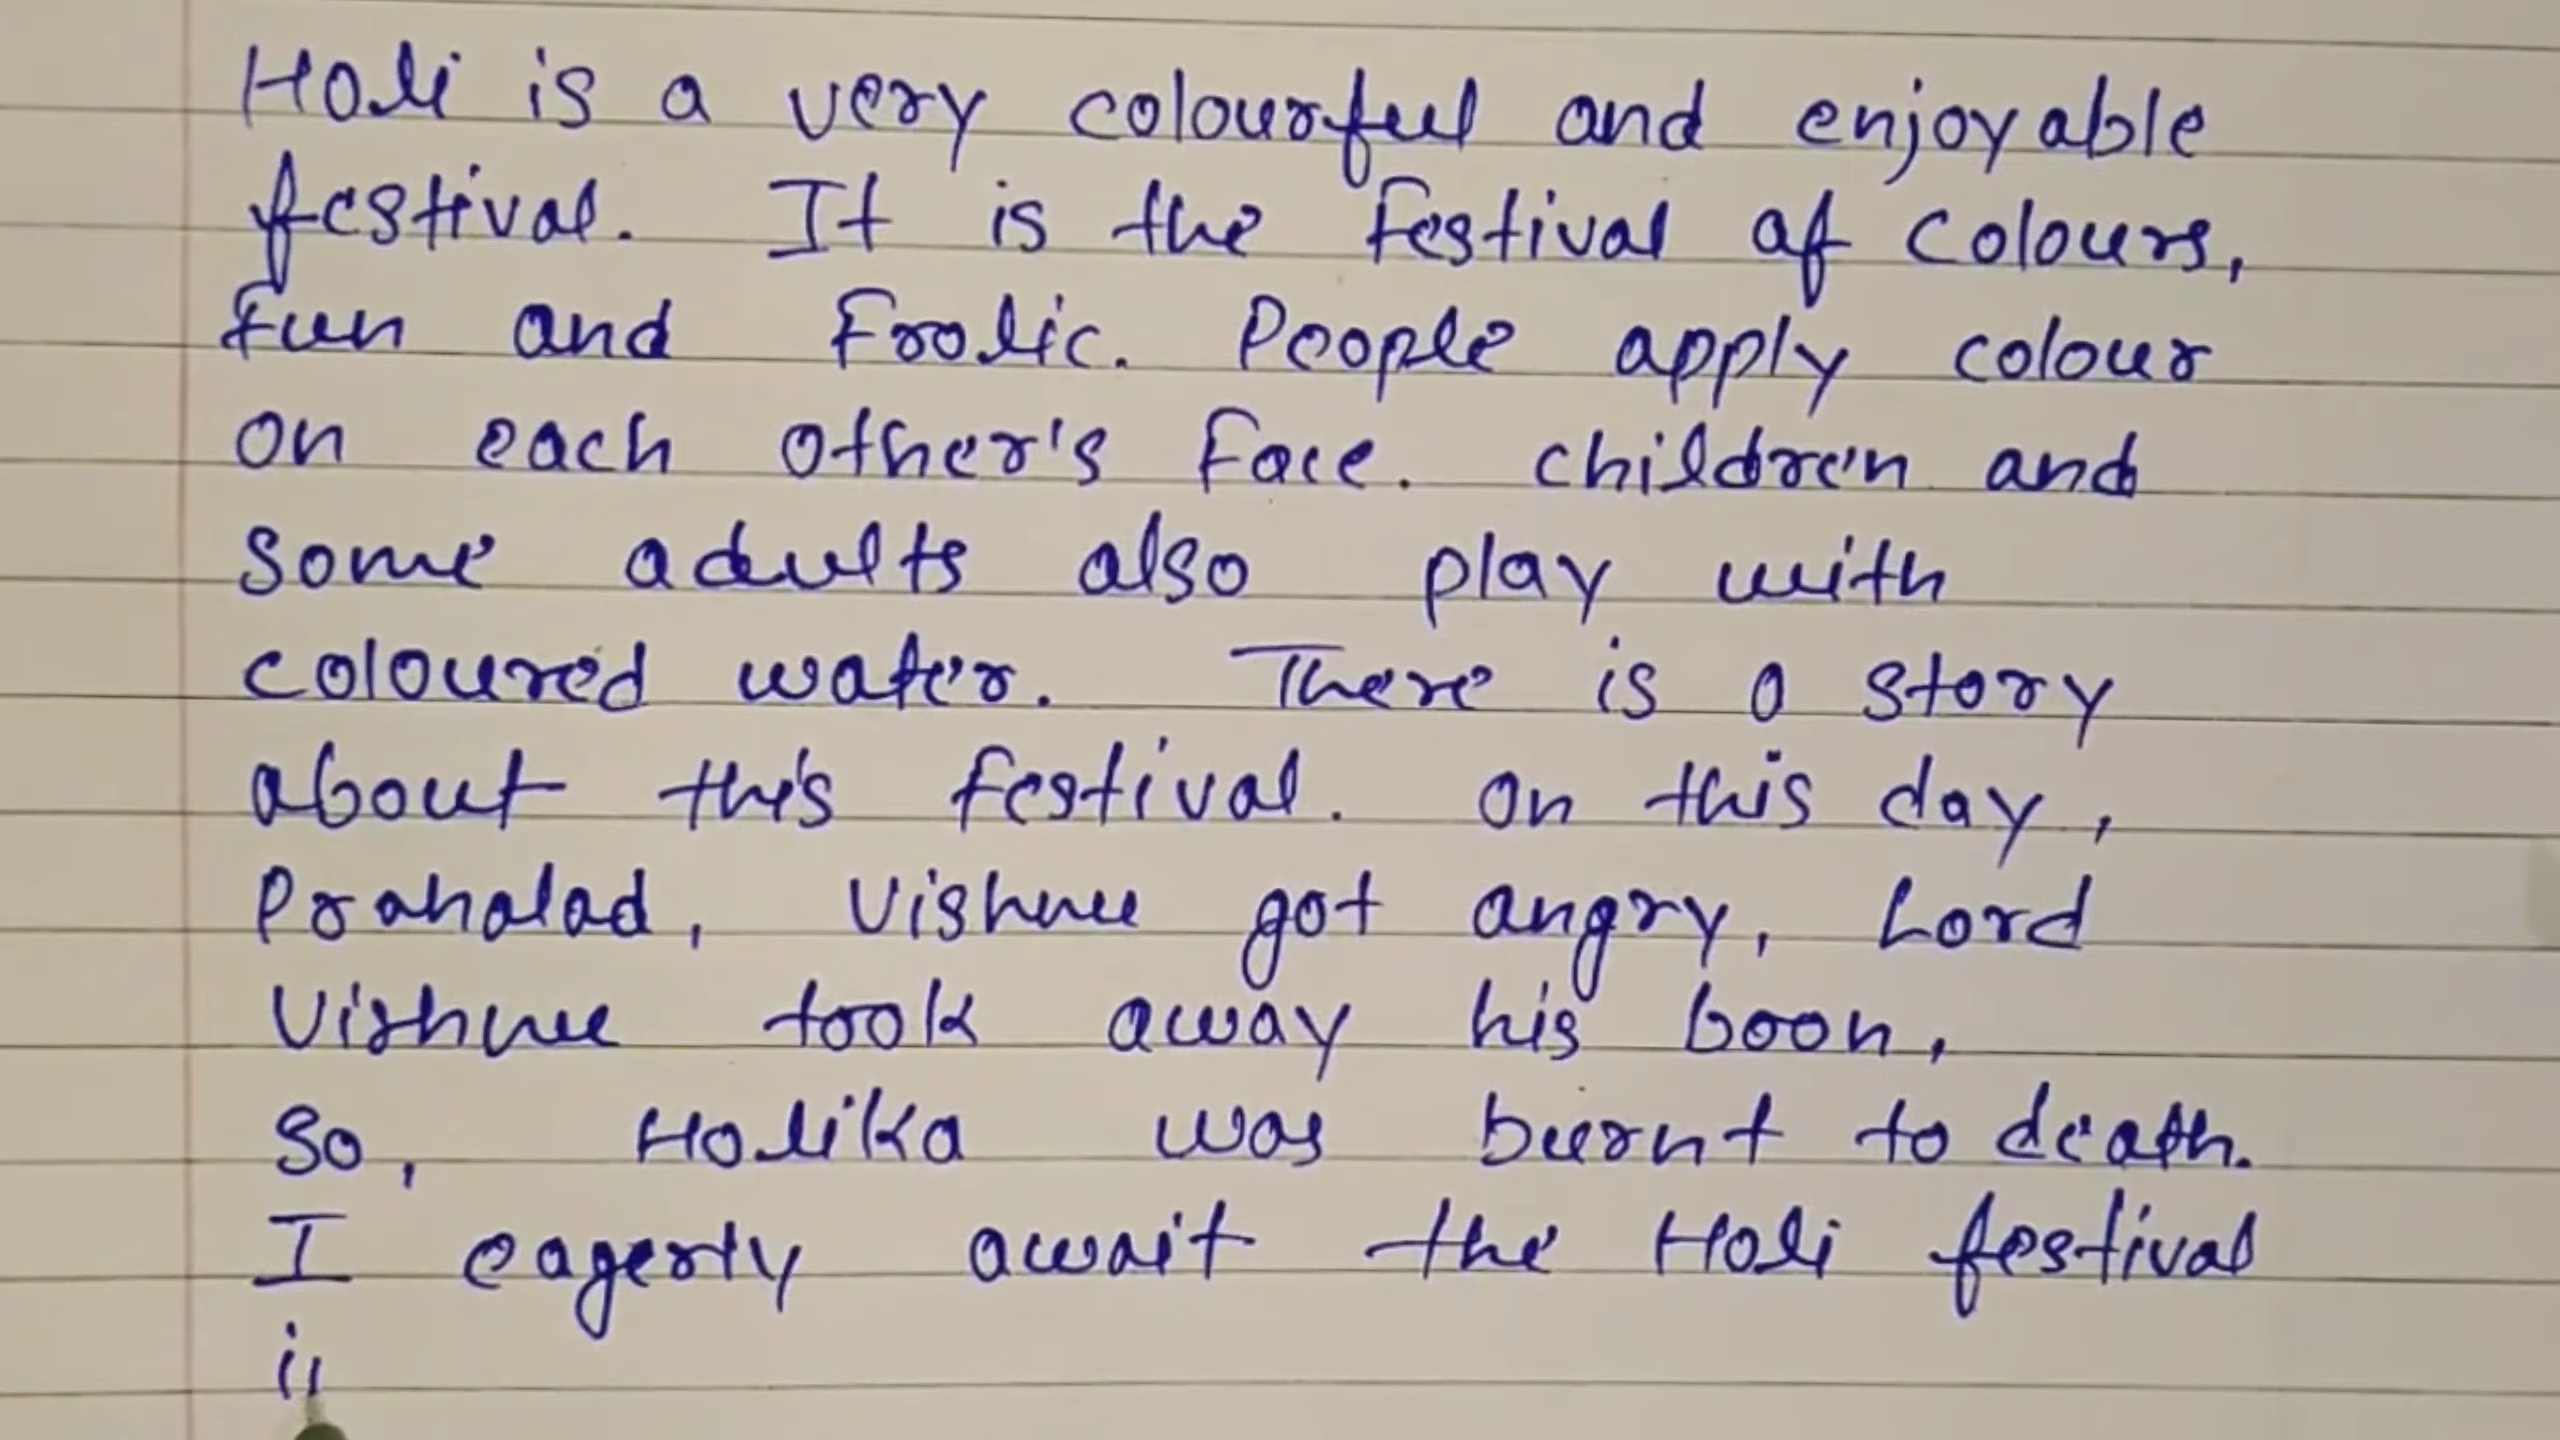 Holi is a very colourful and enjoyable
festival. It is the festival of colours,
fun and Frolic. People apply colour
on each other's face. children and
some adults also play with
coloured water. There is a story
about this festival. on this day,
Prahalad, Vishnu got angry, Lord
Vishnu took away his boon,
So, Holika was burnt to death.
I eagerly await the Holi festival